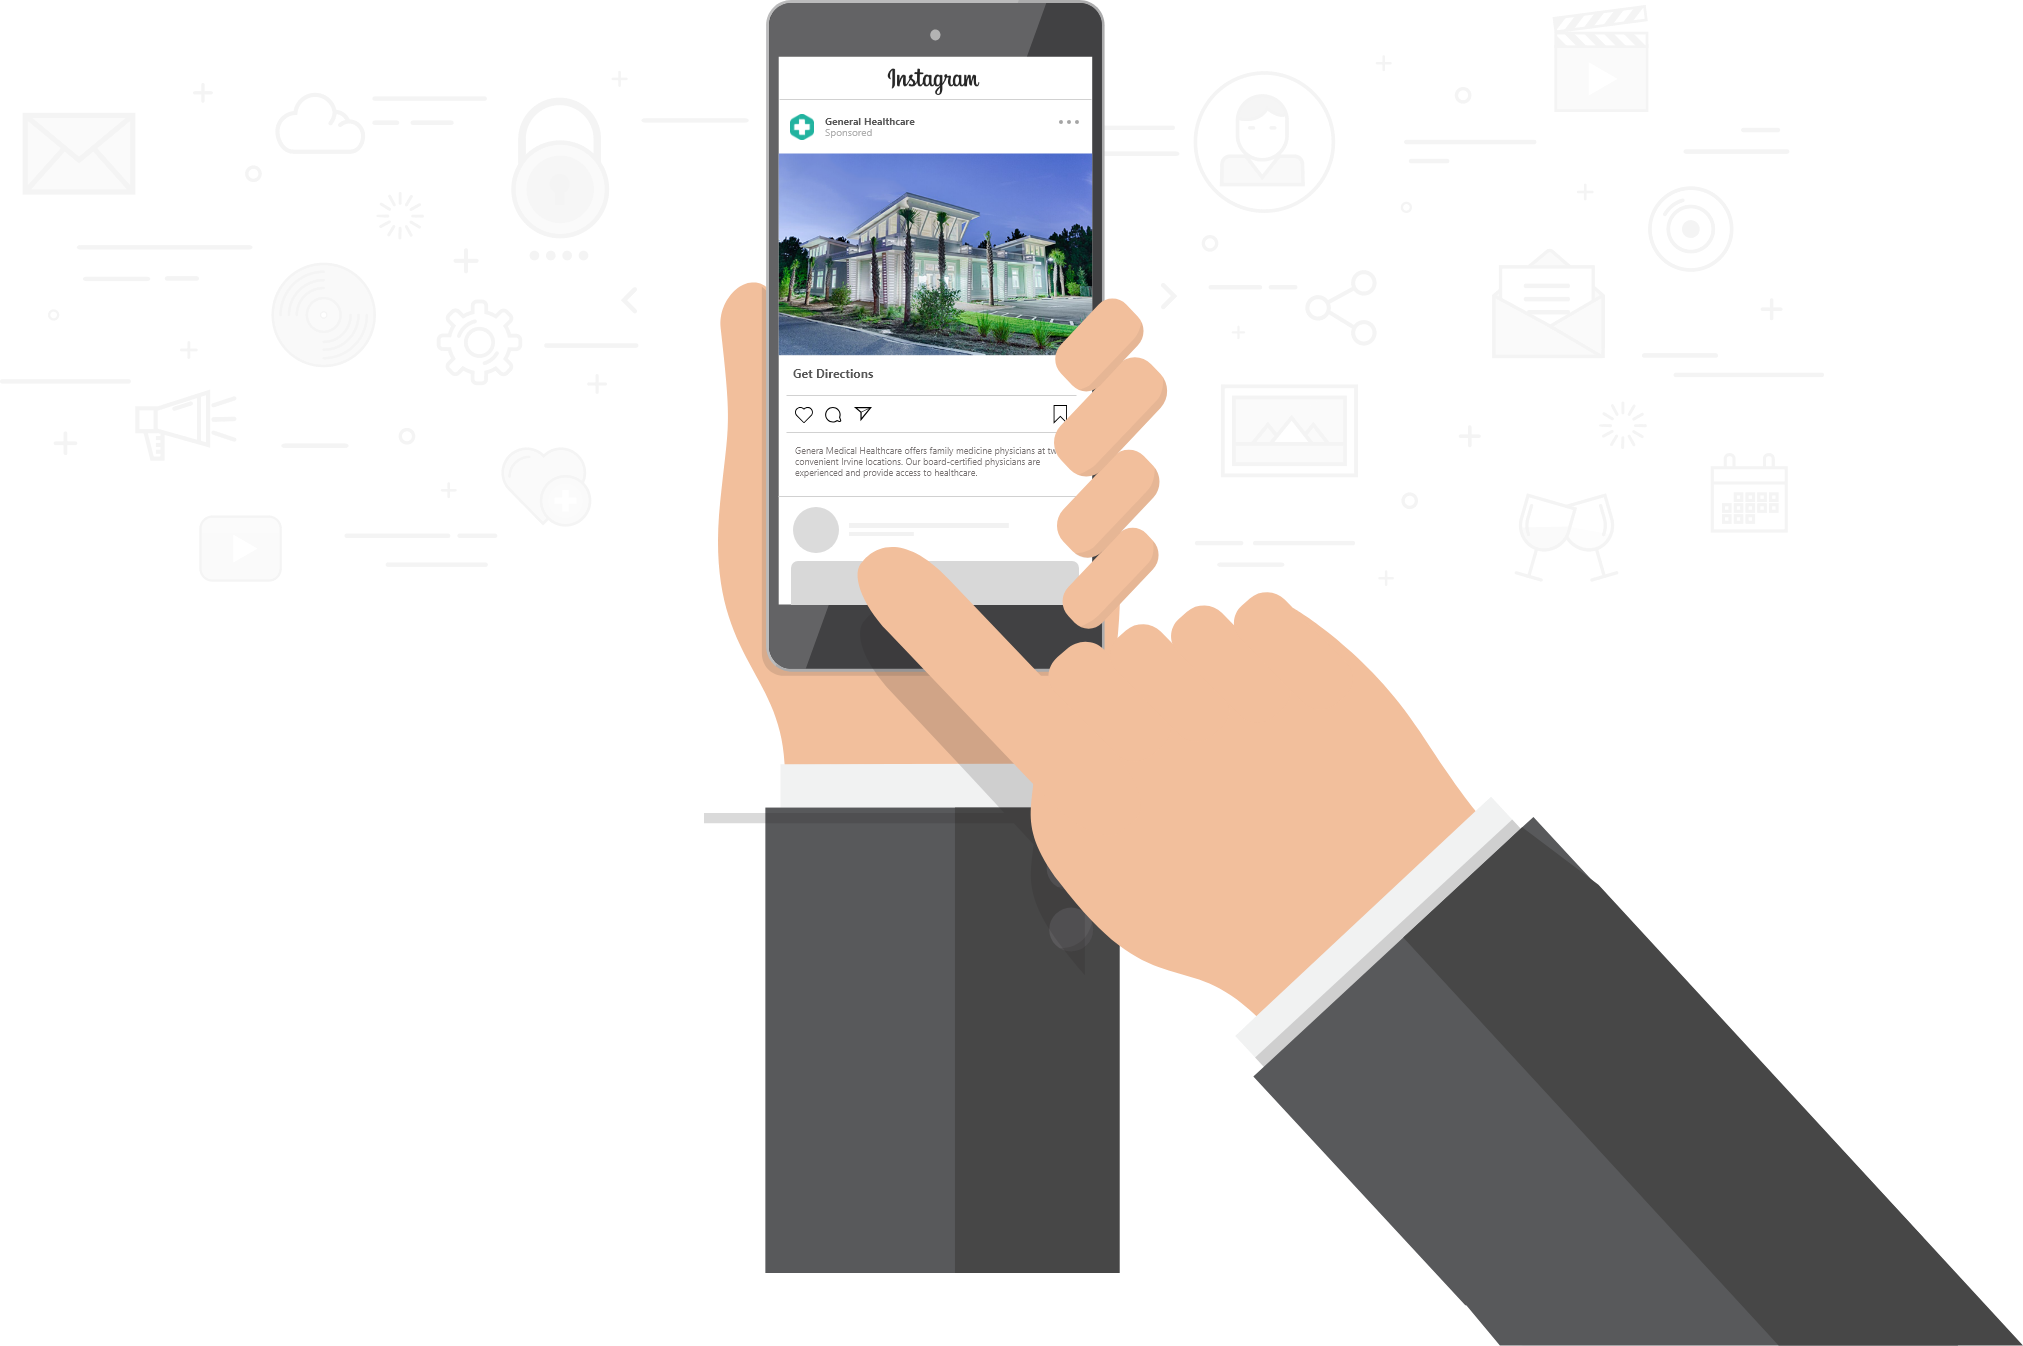 Instagram
General Healthcare
Sponsored
Get Directions
Genera Medical Healthcare offers family medicine physicians at
convenient Irvine locations. Our board-certified physicians are
experienced and provide access to healthcare.